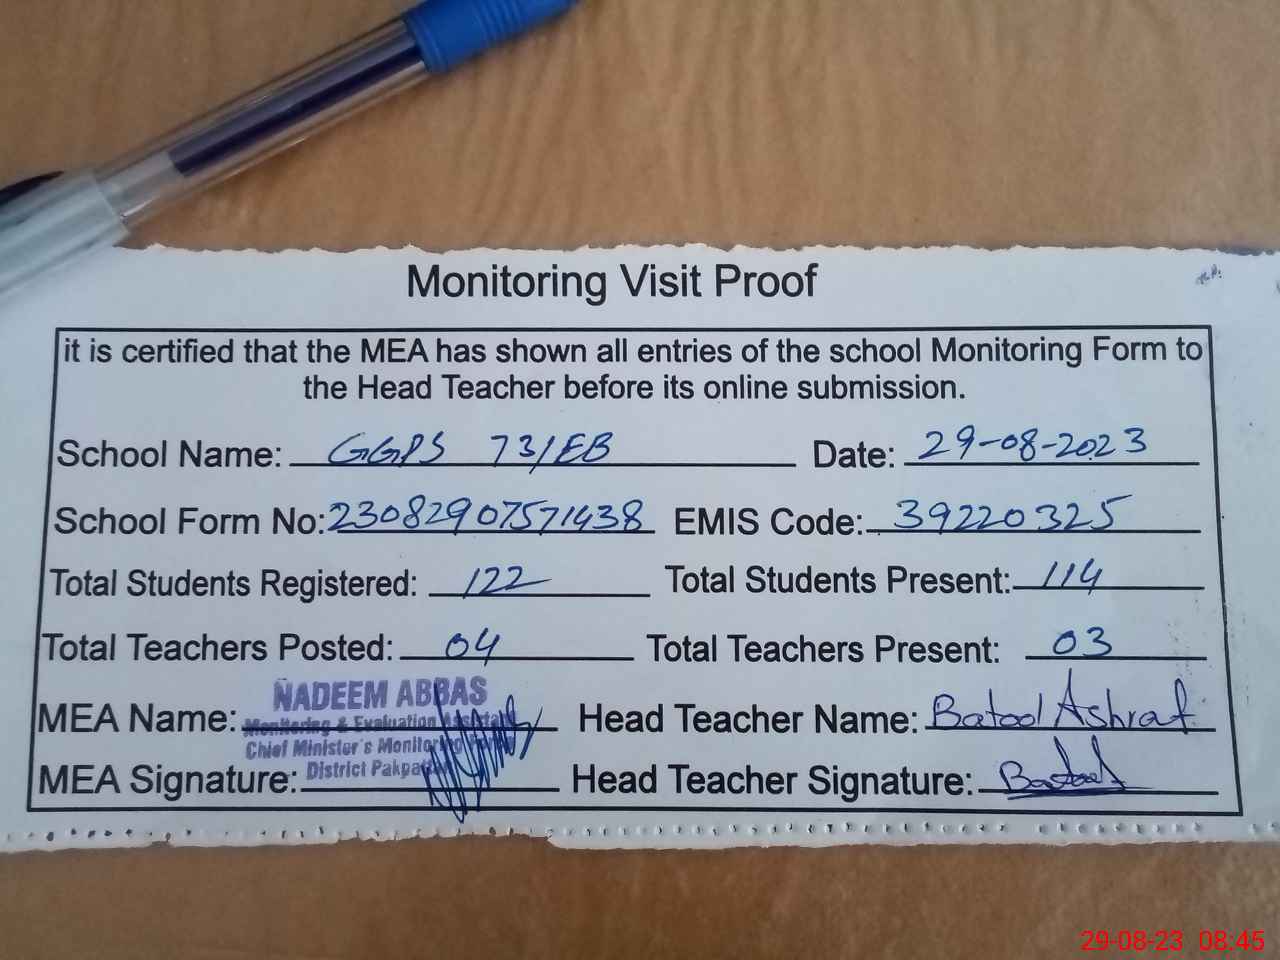 Monitoring Visit Proof
it is certified that the MEA has shown all entries of the school Monitoring Form to
the Head Teacher before its online submission.
School Name: GGPS 73/EB Date: 29-08-2023
School Form No: 23082907571438 EMIS Code: 39220325
Total Students Registered: 122 Total Students Present: 114
Total Teachers Posted: 04 Total Teachers Present: 03
NADEEM ABBAS
MEA Name: Monitoring & Evaluation Assistant Head Teacher Name: Batool Ashraf
Chief Minister's Monitoring
District Pakpattan
MEA Signature: Head Teacher Signature: Batool
29-08-23 08:45